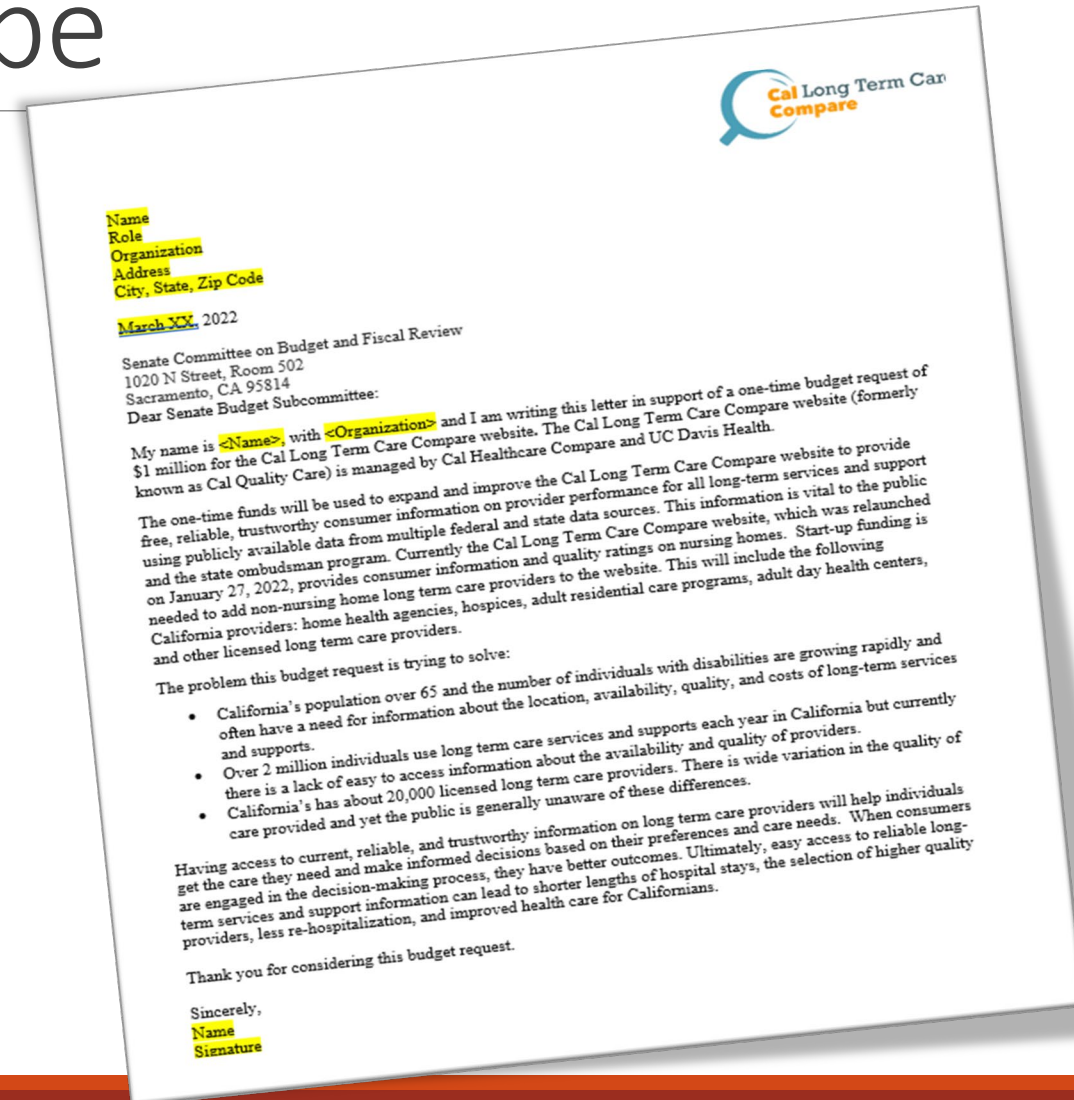 be
Cal Long Term Car
Compare
Name
Role
Organization
Address
City, State, Zip Code
March XX, 2022
Senate Committee on Budget and Fiscal Review
1020 N Street, Room 502
Sacramento, CA 95814
Dear Senate Budget Subcommittee:
My name is <Name>, with <Organization> and I am writing this letter in support of a one-time budget request of
$1 million for the Cal Long Term Care Compare website. The Cal Long Term Care Compare website (formerly
known as Cal Quality Care) is managed by Cal Healthcare Compare and UC Davis Health.
The one-time funds will be used to expand and improve the Cal Long Term Care Compare website to provide
free, reliable, trustworthy consumer information on provider performance for all long-term services and support
using publicly available data from multiple federal and state data sources. This information is vital to the public
and the state ombudsman program. Currently the Cal Long Term Care Compare website, which was relaunched
on January 27, 2022, provides consumer information and quality ratings on nursing homes. Start-up funding is
needed to add non-nursing home long term care providers to the website. This will include the following
California providers: home health agencies, hospices, adult residential care programs, adult day health centers,
and other licensed long term care providers.
The problem this budget request is trying to solve:
• California's population over 65 and the number of individuals with disabilities are growing rapidly and
often have a need for information about the location, availability, quality, and costs of long-term services
and supports.
• Over 2 million individuals use long term care services and supports each year in California but currently
there is a lack of easy to access information about the availability and quality of providers.
• California's has about 20,000 licensed long term care providers. There is wide variation in the quality of
care provided and yet the public is generally unaware of these differences.
Having access to current, reliable, and trustworthy information on long term care providers will help individuals
get the care they need and make informed decisions based on their preferences and care needs. When consumers
are engaged in the decision-making process, they have better outcomes. Ultimately, easy access to reliable long-
term services and support information can lead to shorter lengths of hospital stays, the selection of higher quality
providers, less re-hospitalization, and improved health care for Californians.
Thank you for considering this budget request.
Sincerely,
Name
Signature